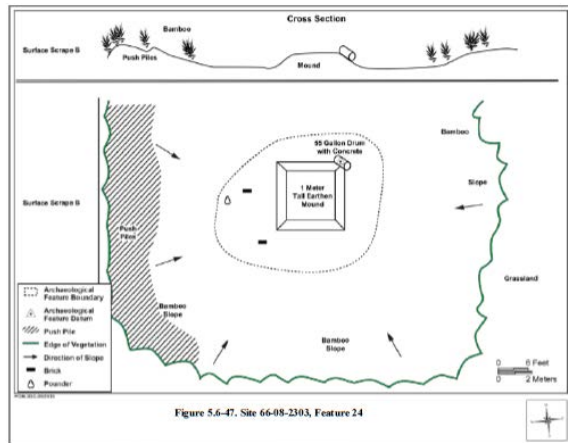 Cross Section
Bamboo
Surface Scrape B
Push Piles
Mound
Bamboo
55 Gallon Drum
with Concrete
Slope
1 Meter
Tall Earthen
Mound
Surface Scrape B
Push
Piles
Grassland
Archaeological
Feature Boundary
Archaeological
Feature Datum
Push Pile
Edge of Vegetation
Direction of Slope
Brick
Pounder
Bamboo
Slope
Bamboo
Slope
0 6 Feet
0 2 Meters
Figure 5.6-47. Site 66-08-2303, Feature 24